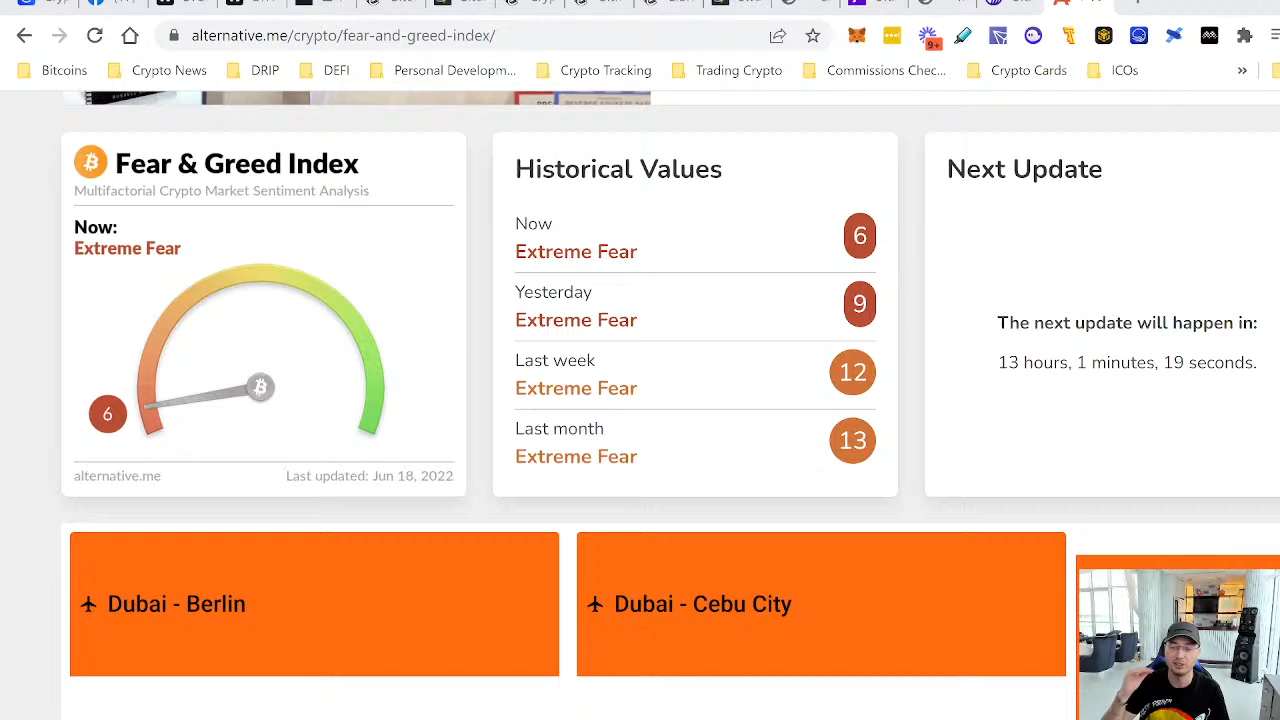 alternative.me/crypto/fear-and-greed-index/
9+
Bitcoins
Crypto News
DRIP
DEFI
Personal Developm...
Crypto Tracking
Trading Crypto
Commissions Chec...
Crypto Cards
ICOs
Fear & Greed Index
Multifactorial Crypto Market Sentiment Analysis
Now:
Extreme Fear
6
alternative.me
Last updated: Jun 18, 2022
Historical Values
Now
Extreme Fear
6
Yesterday
Extreme Fear
9
Last week
Extreme Fear
12
Last month
Extreme Fear
13
Next Update
The next update will happen in:
13 hours, 1 minutes, 19 seconds.
Dubai - Berlin
Dubai - Cebu City